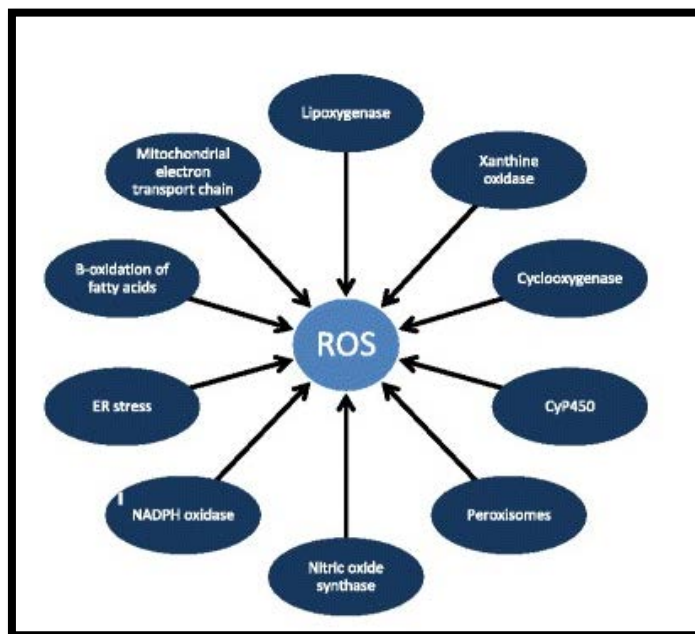 Lipoxygenase
Mitochondrial
electron
transport chain
Xanthine
oxidase
B-oxidation of
fatty acids
Cyclooxygenase
ROS
ER stress
CyP450
NADPH oxidase
Peroxisomes
Nitric oxide
synthase